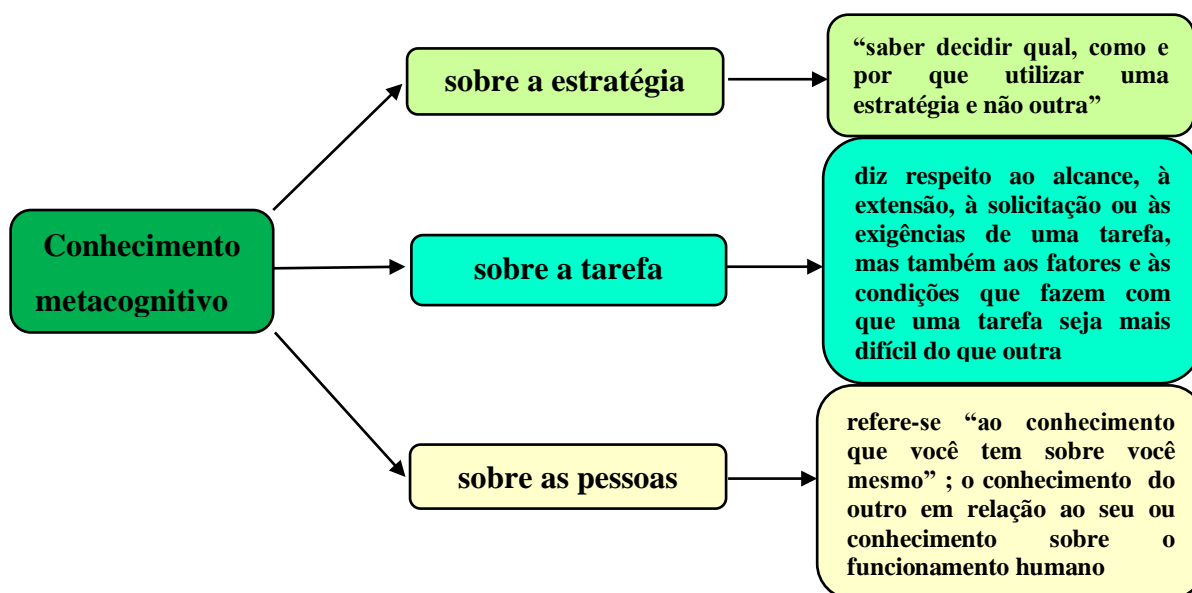 Conhecimento
metacognitivo
sobre a estratégia
“saber decidir qual, como e
por que utilizar uma
estratégia e não outra”
sobre a tarefa
diz respeito ao alcance, à
extensão, à solicitação ou às
exigências de uma tarefa,
mas também aos fatores e às
condições que fazem com
que uma tarefa seja mais
difícil do que outra
sobre as pessoas
refere-se “ao conhecimento
que você tem sobre você
mesmo” ; o conhecimento do
outro em relação ao seu ou
conhecimento sobre o
funcionamento humano